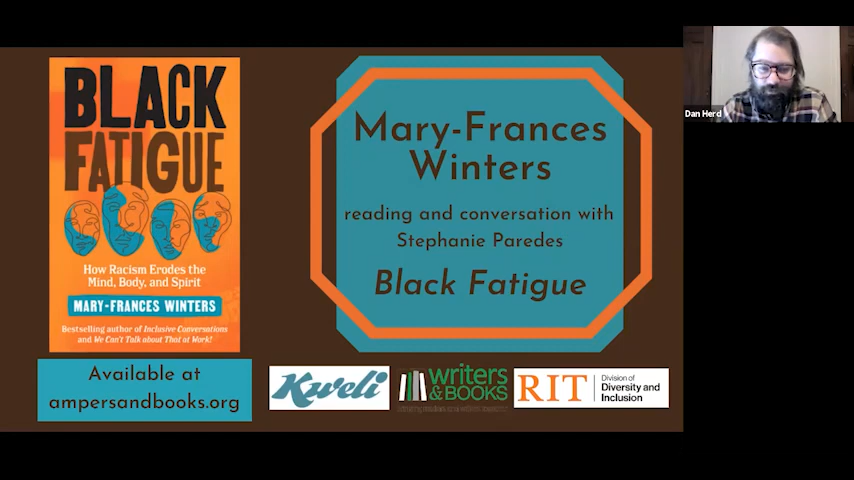 BLACK
FATIGUE
How Racism Erodes the
Mind, Body, and Spirit
MARY-FRANCES WINTERS
Bestselling author of Inclusive Conversations
and We Can't Talk about That at Work!
Available at
ampersandbooks.org
Mary-Frances
Winters
reading and conversation with
Stephanie Paredes
Black Fatigue
Kweli
writers
& BOOKS
RIT
Division of
Diversity and
Inclusion
Dan Herd